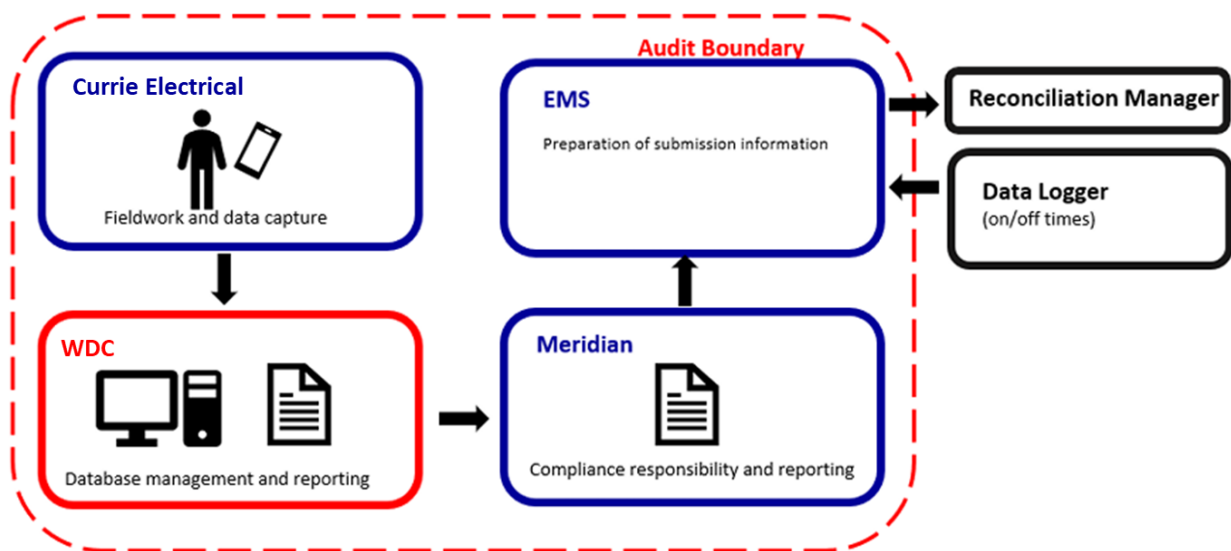 Audit Boundary
Currie Electrical
Fieldwork and data capture
EMS
Preparation of submission information
Reconciliation Manager
Data Logger
(on/off times)
WDC
Database management and reporting
Meridian
Compliance responsibility and reporting